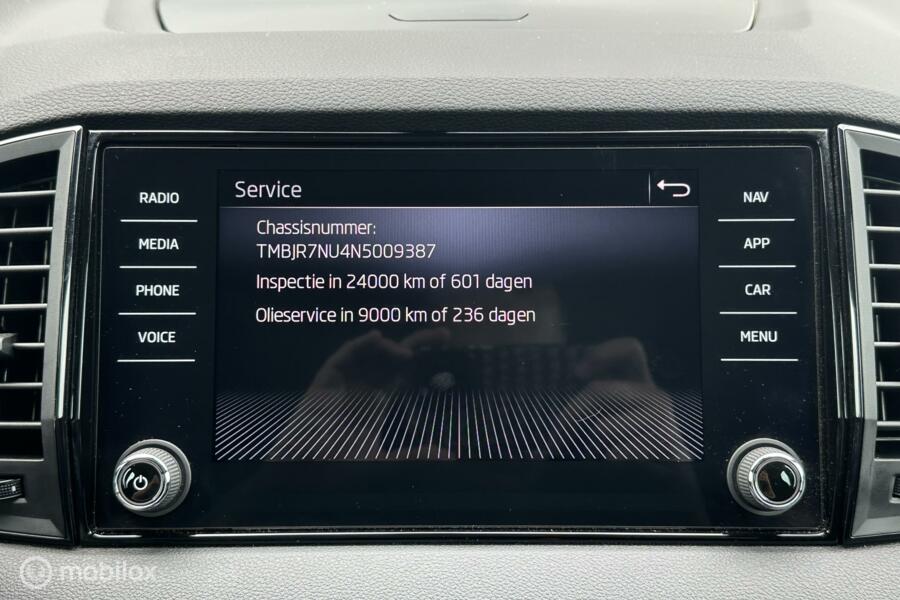 Service
RADIO
MEDIA
PHONE
VOICE
Chassisnummer:
TMBJR7NU4N5009387
Inspectie in 24000 km of 601 dagen
Olieservice in 9000 km of 236 dagen
NAV
APP
CAR
MENU
mobilox